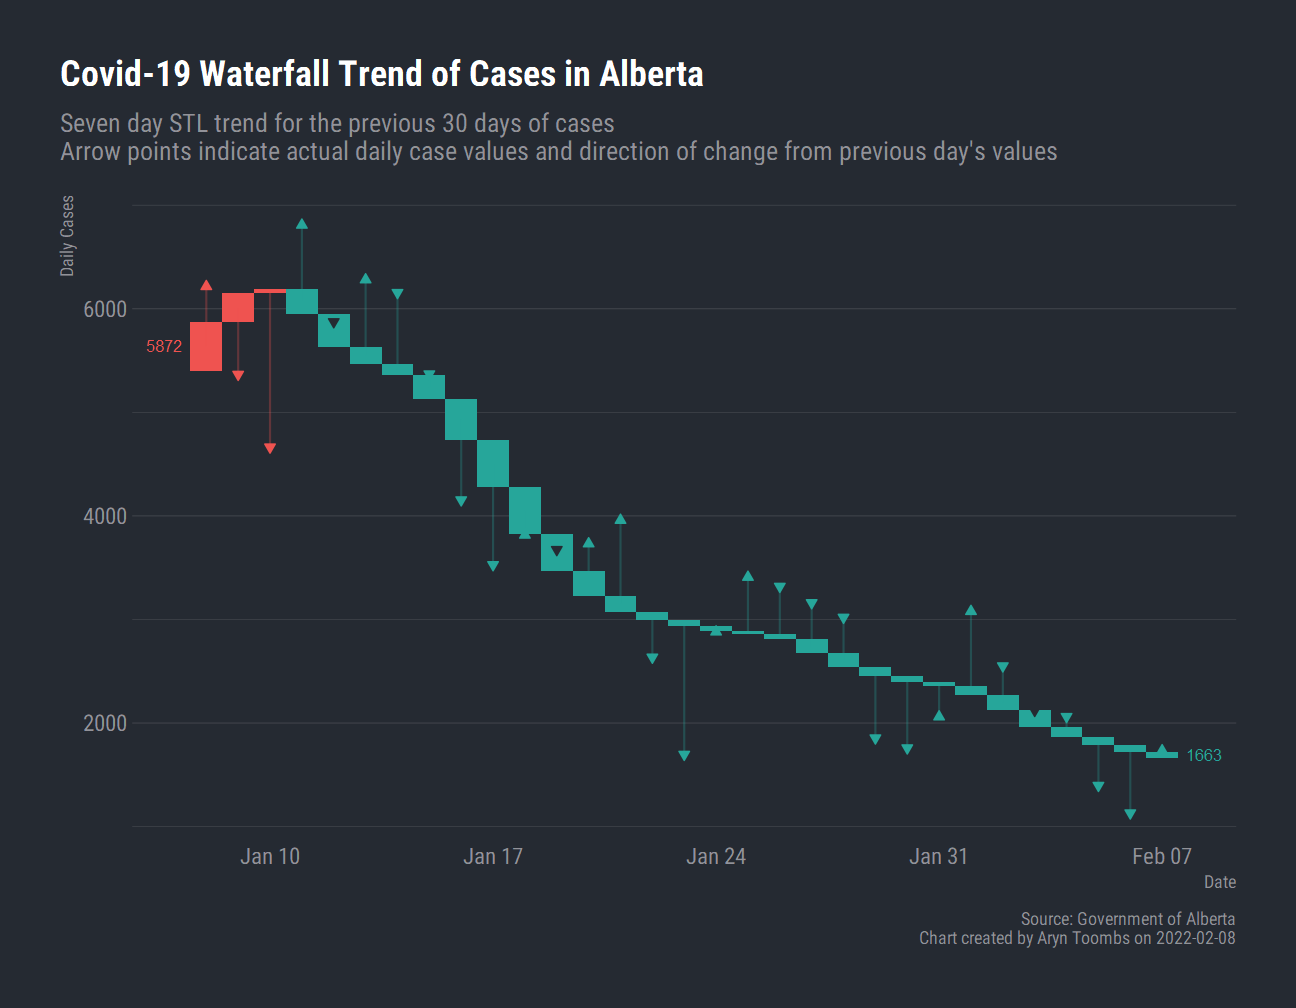 Covid-19 Waterfall Trend of Cases in Alberta
Seven day STL trend for the previous 30 days of cases
Arrow points indicate actual daily case values and direction of change from previous day's values
Daily Cases
6000
5872
4000
2000
1663
Jan 10 Jan 17 Jan 24 Jan 31 Feb 07
Date
Source: Government of Alberta
Chart created by Aryn Toombs on 2022-02-08